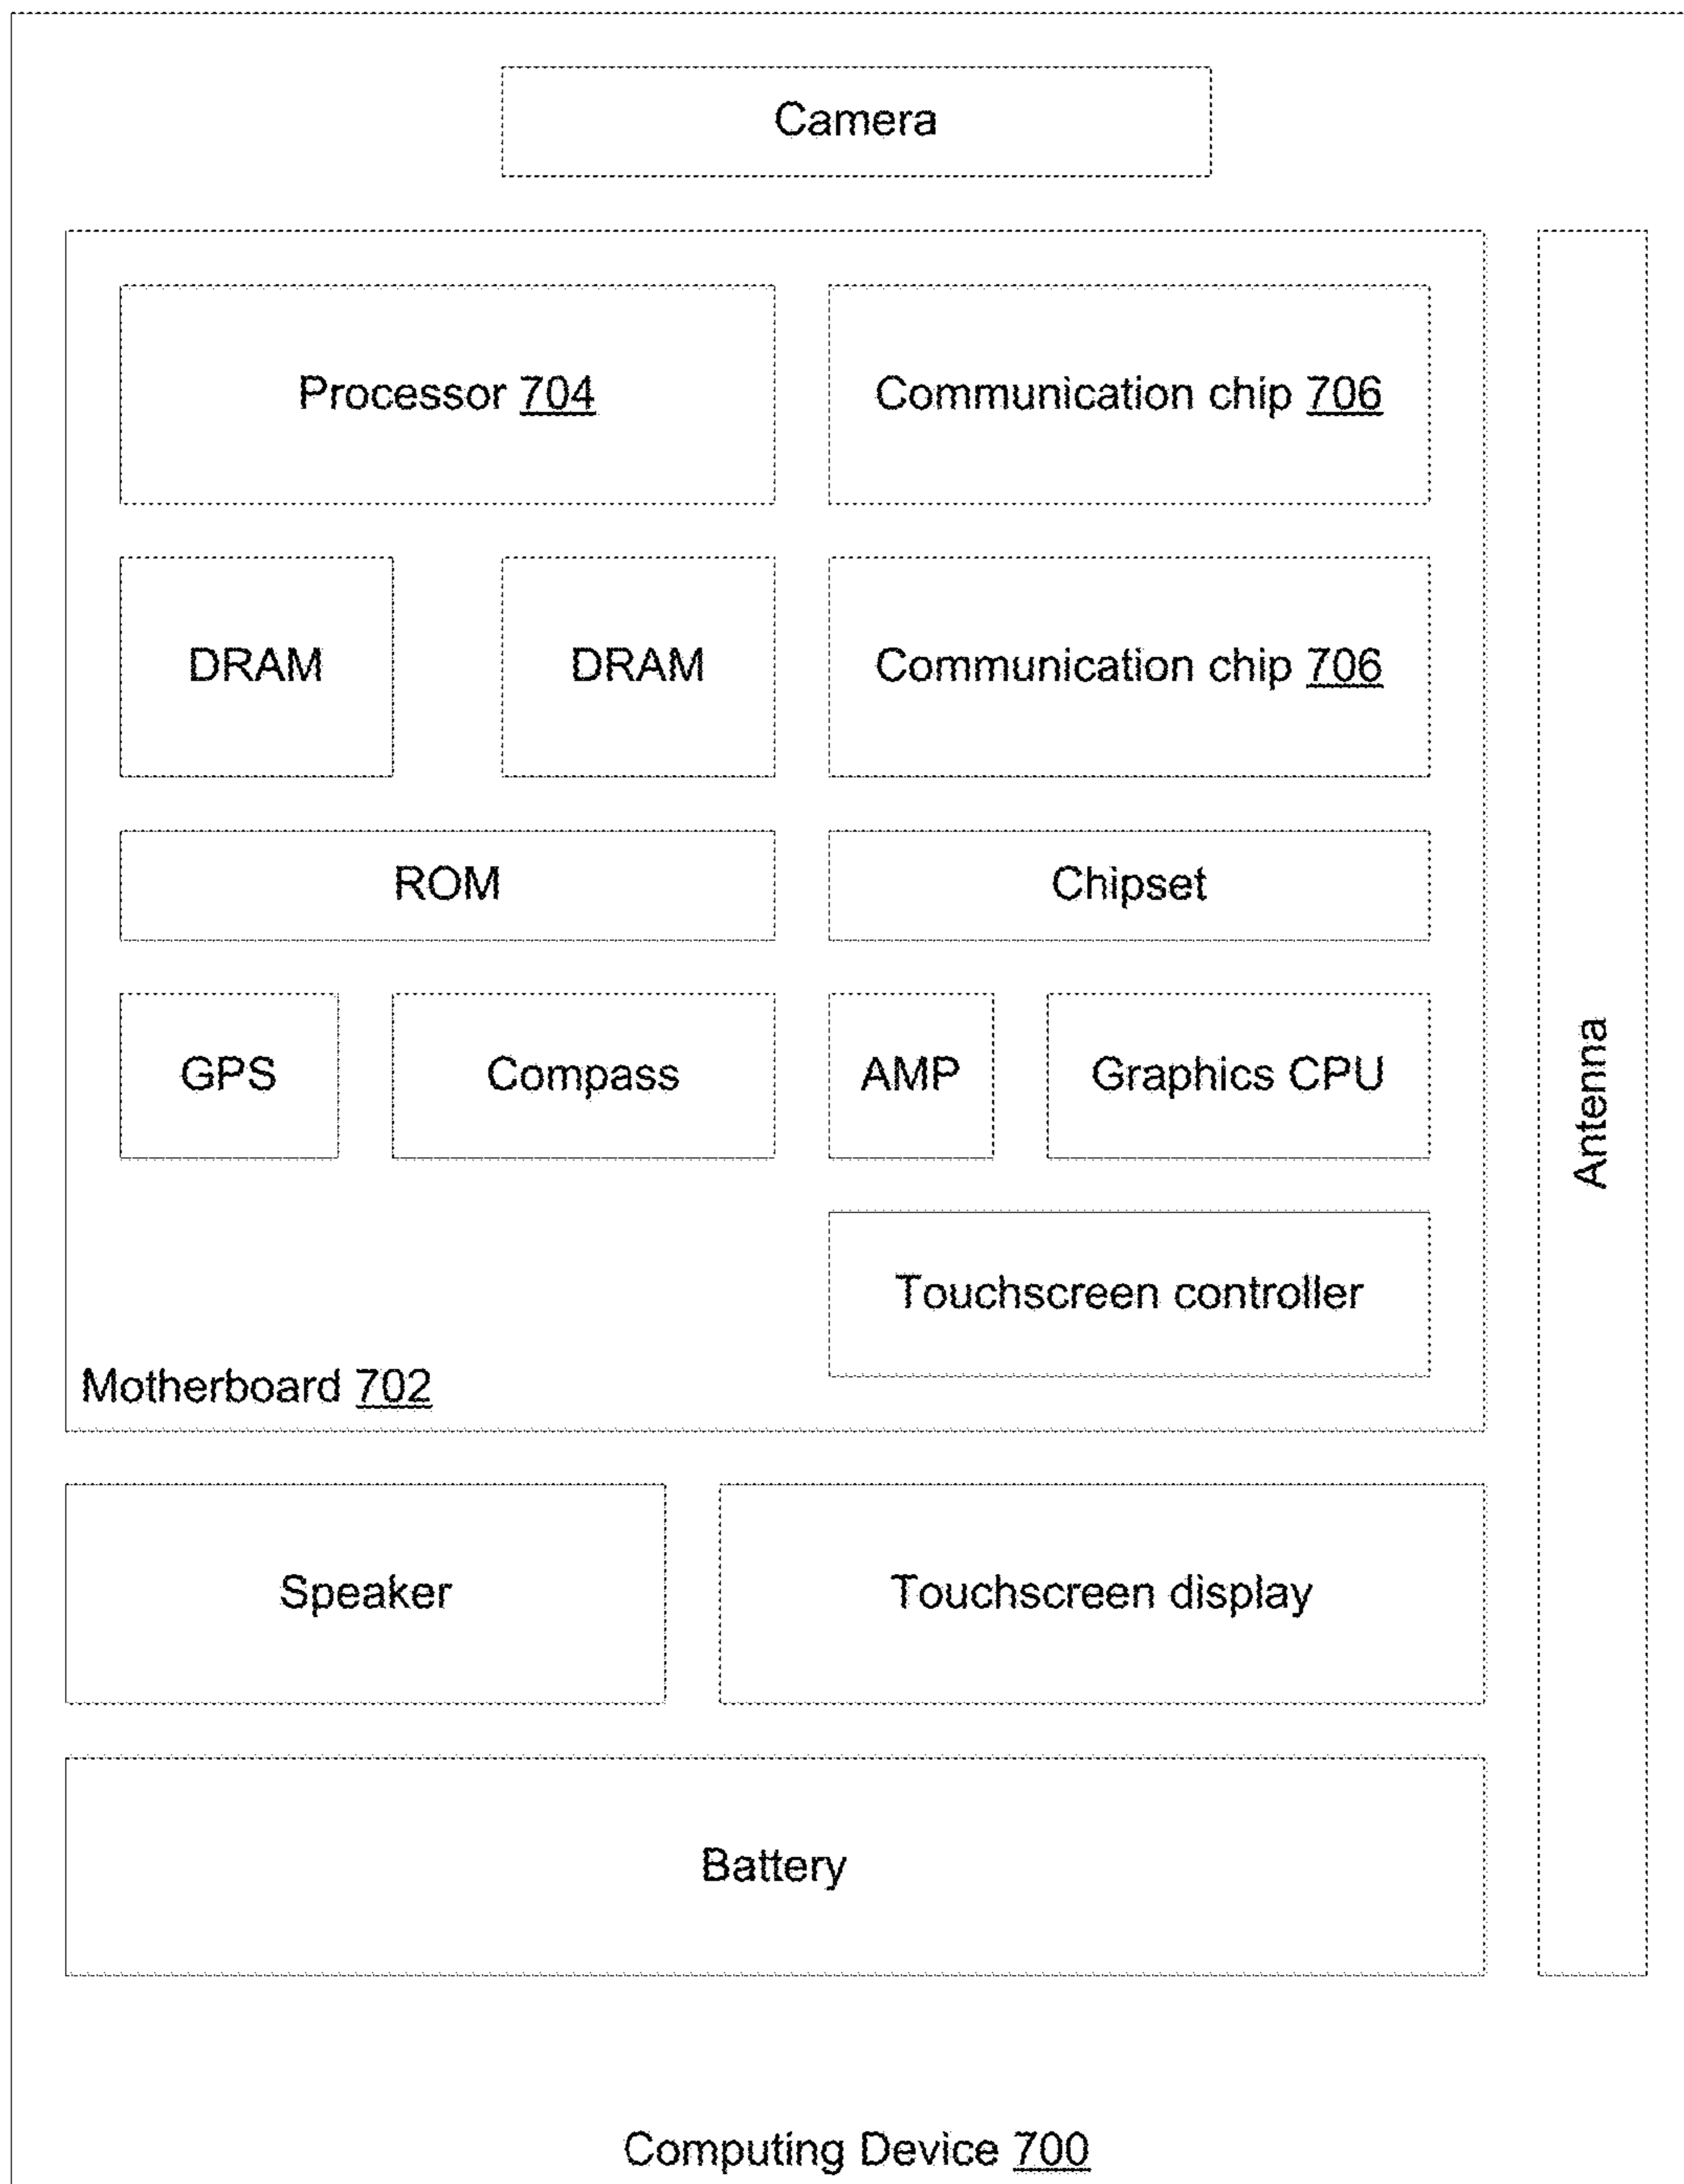 Camera
Processor 704
Communication chip 706
DRAM
DRAM
Communication chip 706
ROM
Chipset
GPS
Compass
AMP
Graphics CPU
Touchscreen controller
Motherboard 702
Antenna
Speaker
Touchscreen display
Battery
Computing Device 700